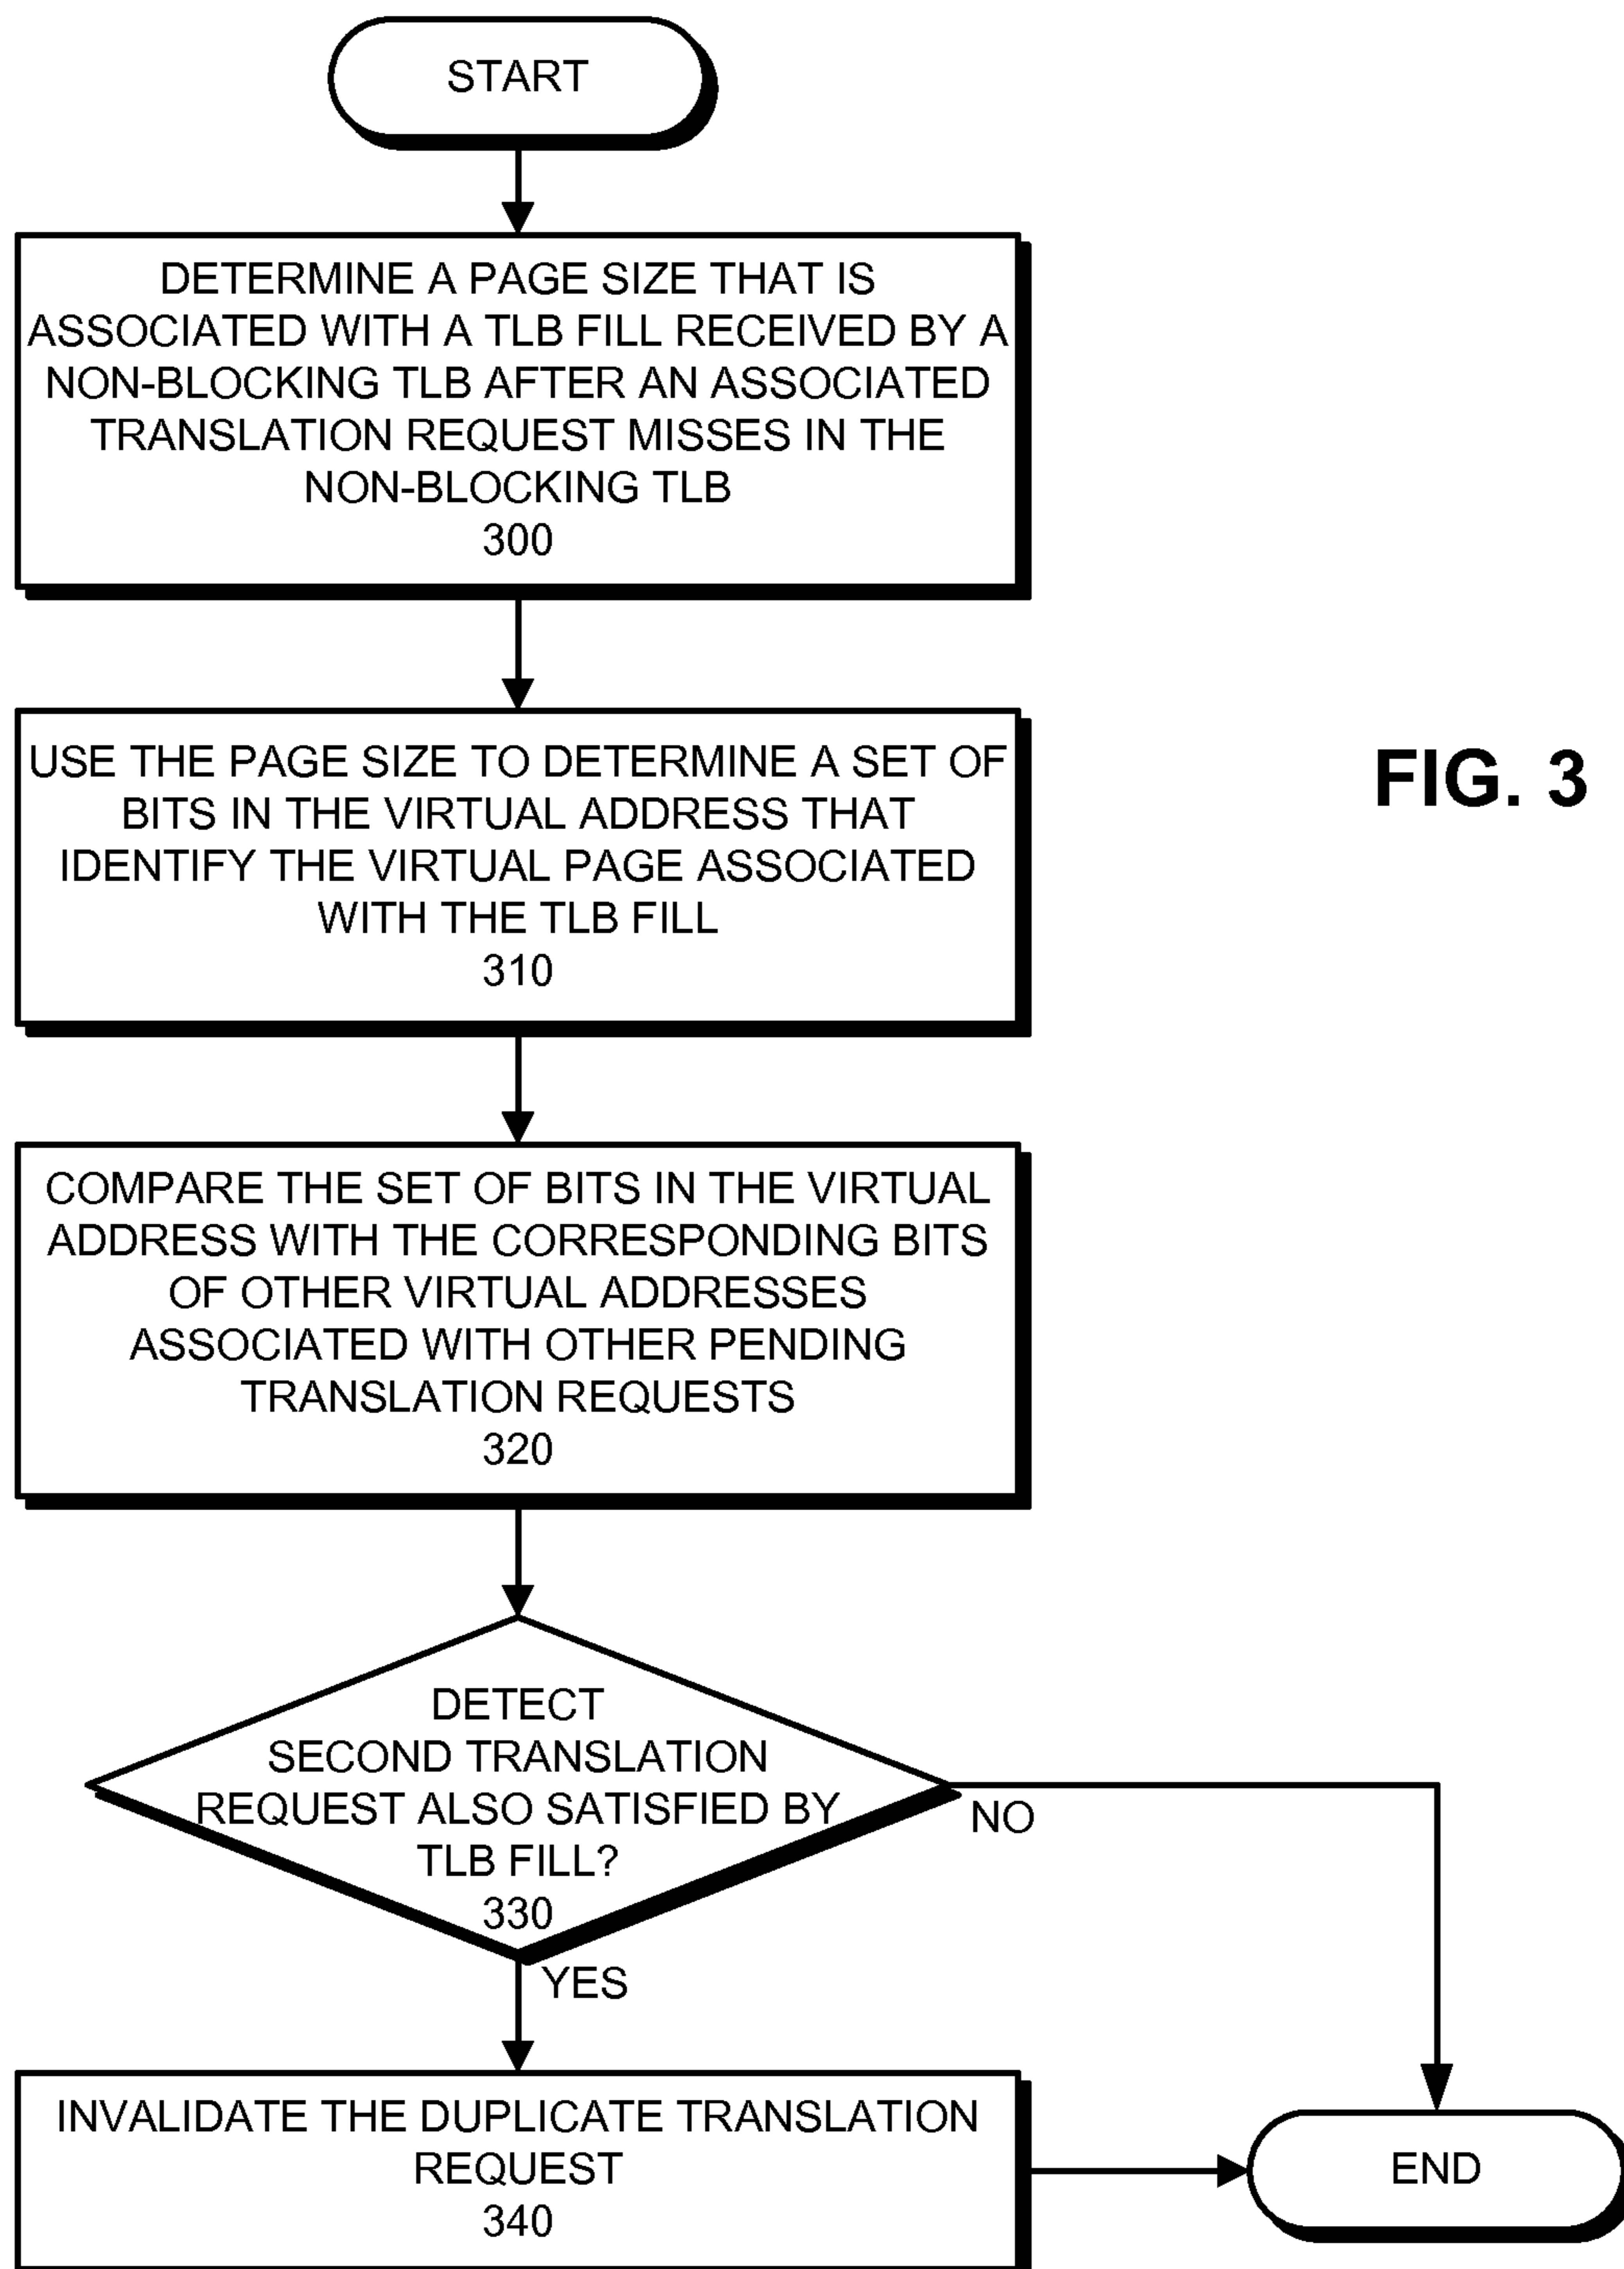 START
DETERMINE A PAGE SIZE THAT IS
ASSOCIATED WITH A TLB FILL RECEIVED BY A
NON-BLOCKING TLB AFTER AN ASSOCIATED
TRANSLATION REQUEST MISSES IN THE
NON-BLOCKING TLB
300
USE THE PAGE SIZE TO DETERMINE A SET OF
BITS IN THE VIRTUAL ADDRESS THAT
IDENTIFY THE VIRTUAL PAGE ASSOCIATED
WITH THE TLB FILL
310
FIG. 3
COMPARE THE SET OF BITS IN THE VIRTUAL
ADDRESS WITH THE CORRESPONDING BITS
OF OTHER VIRTUAL ADDRESSES
ASSOCIATED WITH OTHER PENDING
TRANSLATION REQUESTS
320
DETECT
SECOND TRANSLATION
REQUEST ALSO SATISFIED BY
TLB FILL?
330
NO
YES
INVALIDATE THE DUPLICATE TRANSLATION
REQUEST
340
END